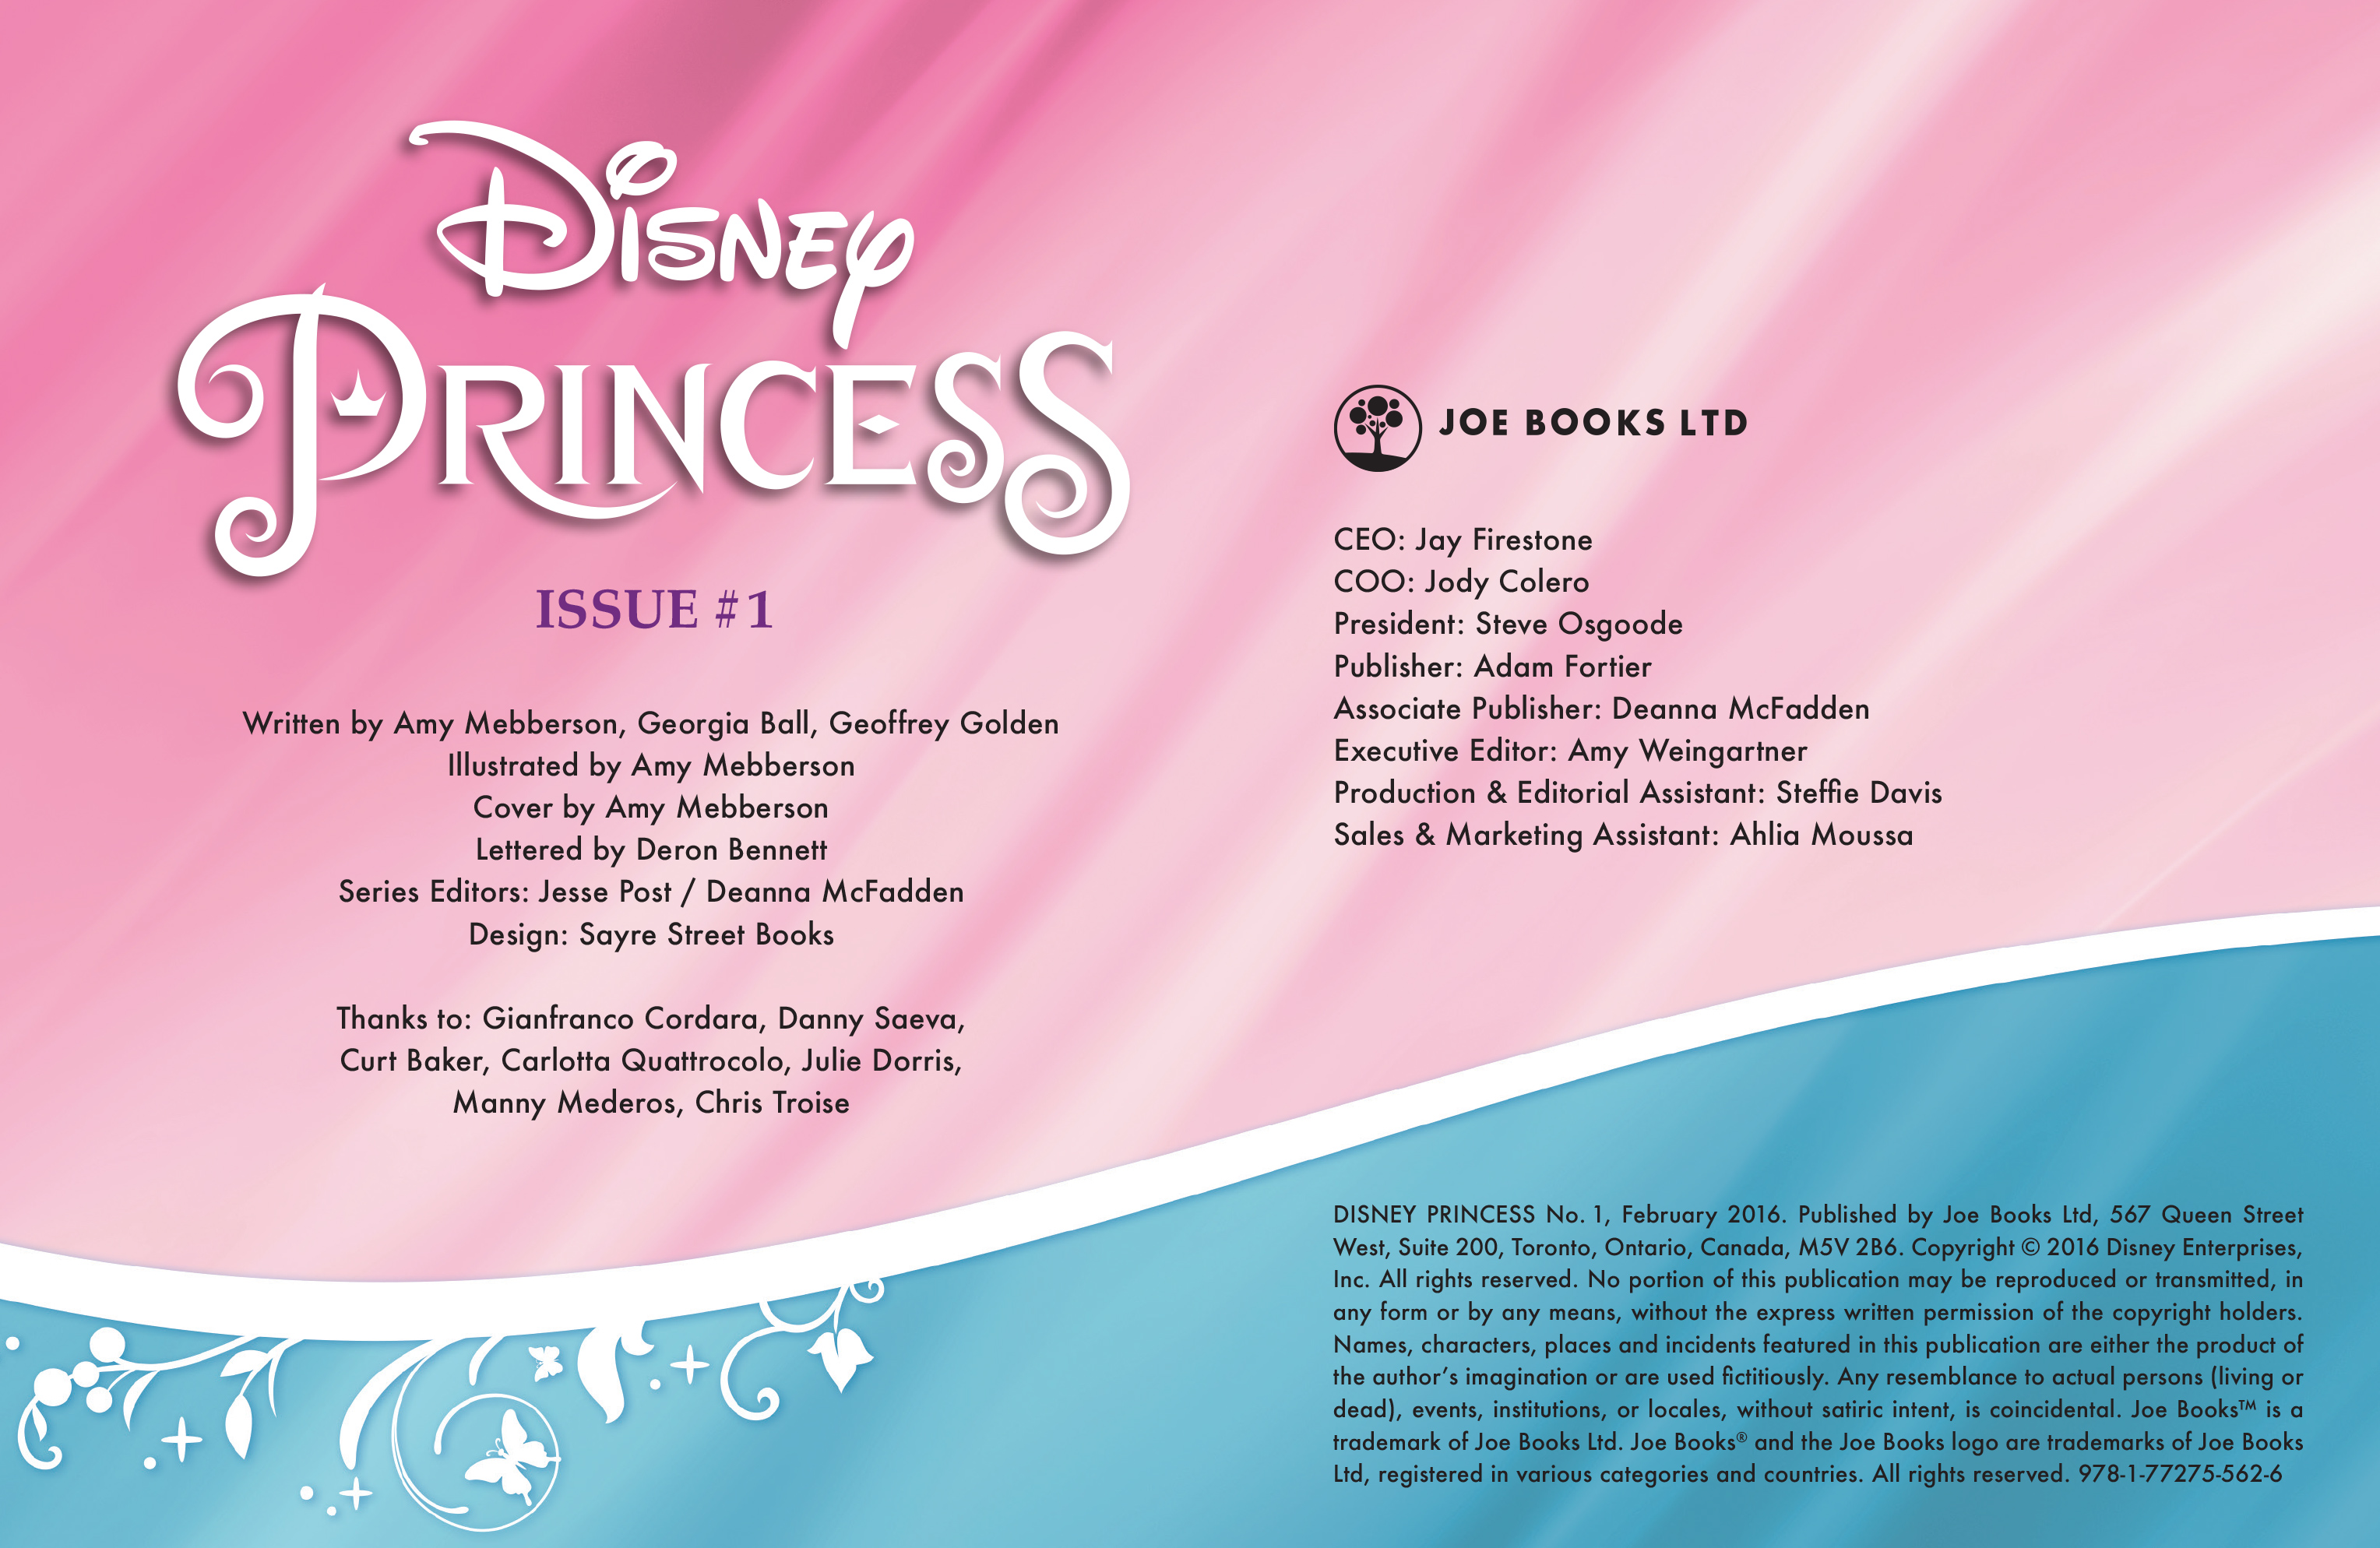 Disney
PRINCESS
ISSUE #1
Written by Amy Mebberson, Georgia Ball, Geoffrey Golden
Illustrated by Amy Mebberson
Cover by Amy Mebberson
Lettered by Deron Bennett
Series Editors: Jesse Post / Deanna McFadden
Design: Sayre Street Books
Thanks to: Gianfranco Cordara, Danny Saeva,
Curt Baker, Carlotta Quattrocolo, Julie Dorris,
Manny Mederos, Chris Troise
JOE BOOKS LTD
CEO: Jay Firestone
COO: Jody Colero
President: Steve Osgoode
Publisher: Adam Fortier
Associate Publisher: Deanna McFadden
Executive Editor: Amy Weingartner
Production & Editorial Assistant: Steffie Davis
Sales & Marketing Assistant: Ahlia Moussa
DISNEY PRINCESS No. 1, February 2016. Published by Joe Books Ltd, 567 Queen Street
West, Suite 200, Toronto, Ontario, Canada, M5V 2B6. Copyright © 2016 Disney Enterprises,
Inc. All rights reserved. No portion of this publication may be reproduced or transmitted, in
any form or by any means, without the express written permission of the copyright holders.
Names, characters, places and incidents featured in this publication are either the product of
the author’s imagination or are used fictitiously. Any resemblance to actual persons (living or
dead), events, institutions, or locales, without satiric intent, is coincidental. Joe Books™ is a
trademark of Joe Books Ltd. Joe Books® and the Joe Books logo are trademarks of Joe Books
Ltd, registered in various categories and countries. All rights reserved. 978-1-77275-562-6